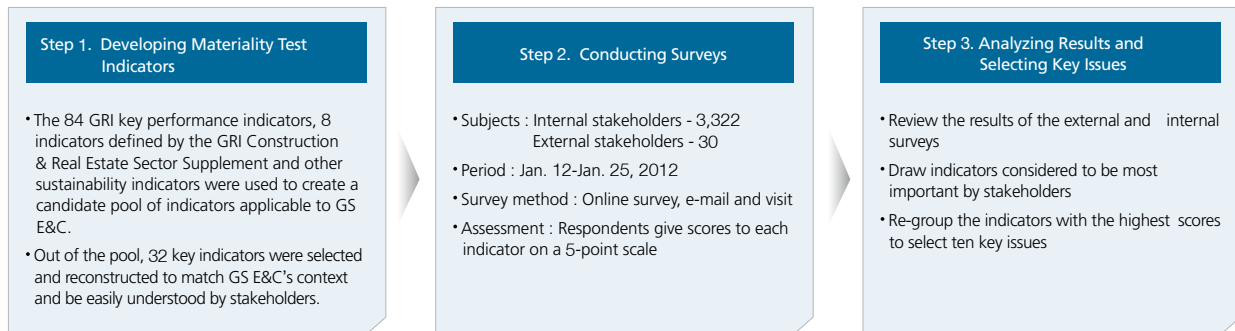 Step 1. Developing Materiality Test
Indicators
• The 84 GRI key performance indicators, 8
indicators defined by the GRI Construction
& Real Estate Sector Supplement and other
sustainability indicators were used to create a
candidate pool of indicators applicable to GS
E&C.
• Out of the pool, 32 key indicators were selected
and reconstructed to match GS E&C's context
and be easily understood by stakeholders.
Step 2. Conducting Surveys
• Subjects : Internal stakeholders - 3,322
External stakeholders - 30
• Period : Jan. 12-Jan. 25, 2012
• Survey method : Online survey, e-mail and visit
• Assessment : Respondents give scores to each
indicator on a 5-point scale
Step 3. Analyzing Results and
Selecting Key Issues
• Review the results of the external and internal
surveys
• Draw indicators considered to be most
important by stakeholders
• Re-group the indicators with the highest scores
to select ten key issues